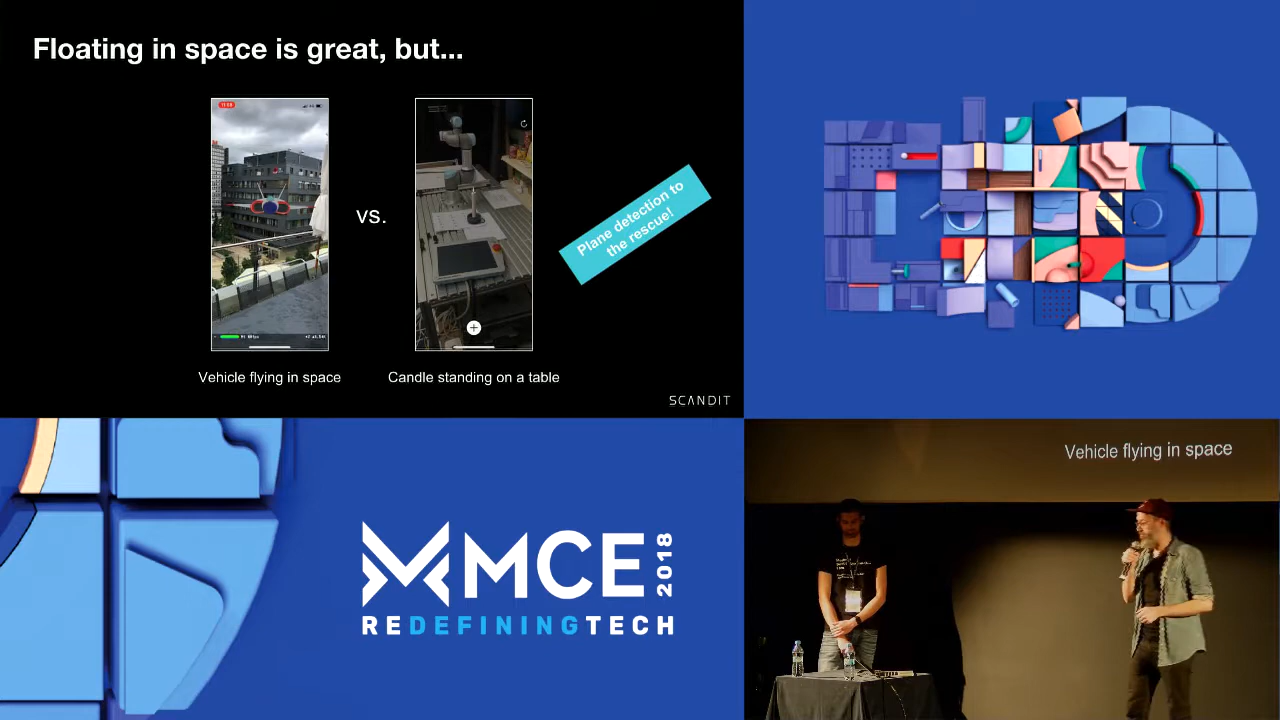 Floating in space is great, but...
vs.
Plane detection to
the rescue!
Vehicle flying in space
Candle standing on a table
SCANDIT
MCE
2018
REDEFININGTECH
Vehicle flying in space